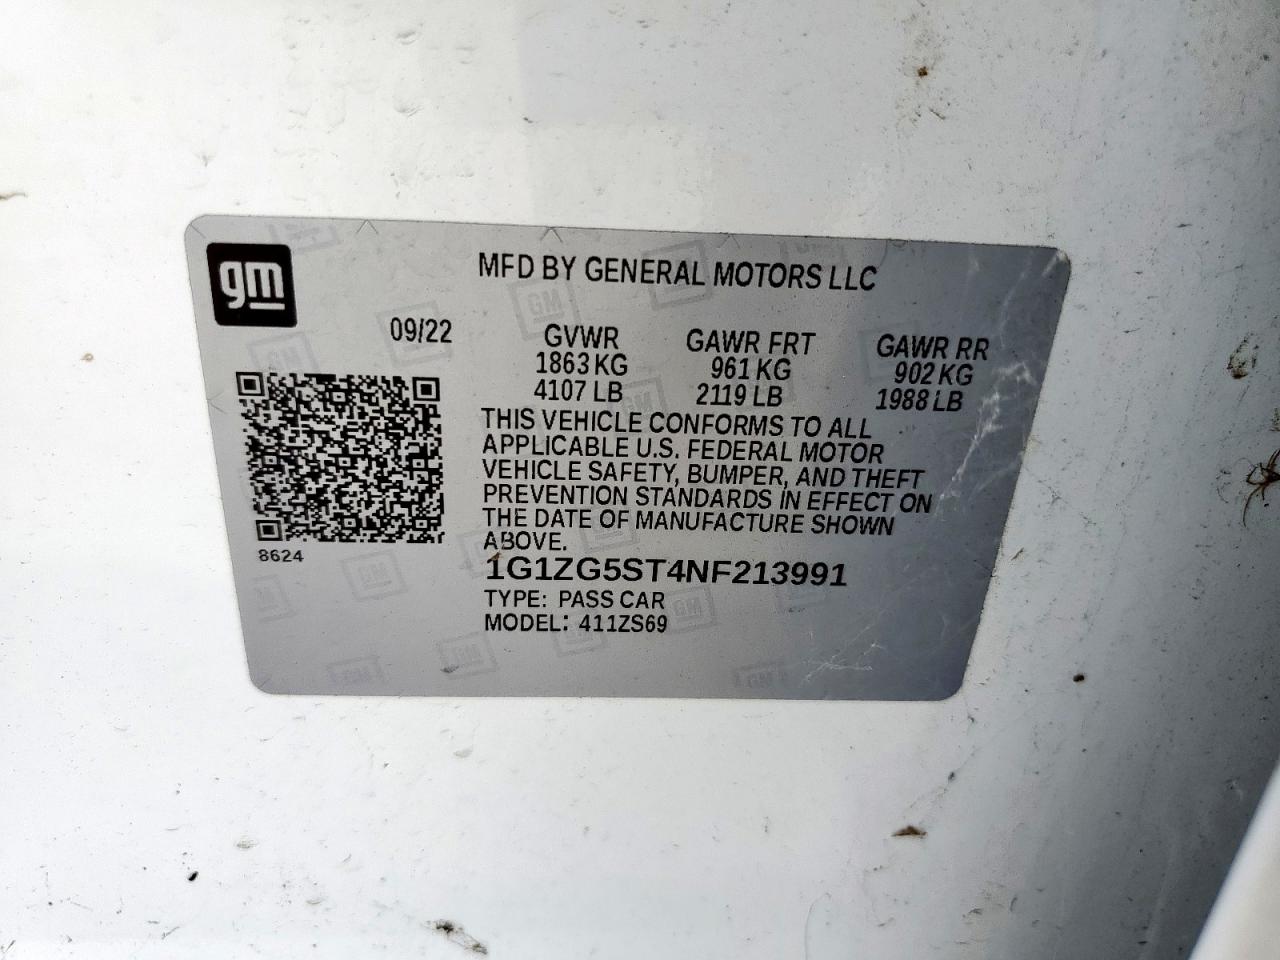 gm
MFD BY GENERAL MOTORS LLC
09/22
GVWR GAWR FRT GAWR RR
1863 KG 961 KG 902 KG
4107 LB 2119 LB 1988 LB
THIS VEHICLE CONFORMS TO ALL
APPLICABLE U.S. FEDERAL MOTOR
VEHICLE SAFETY, BUMPER, AND THEFT
PREVENTION STANDARDS IN EFFECT ON
THE DATE OF MANUFACTURE SHOWN
ABOVE.
8624
1G1ZG5ST4NF213991
TYPE: PASS CAR
MODEL: 411ZS69